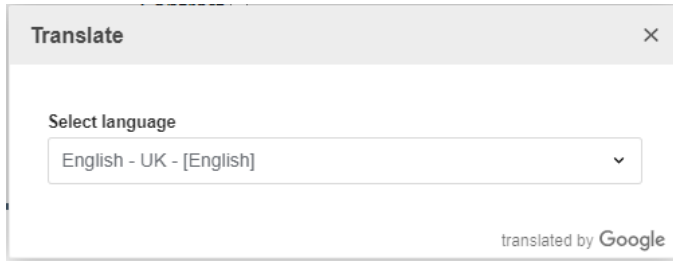 Translate
Select language
English - UK - [English]
translated by Google